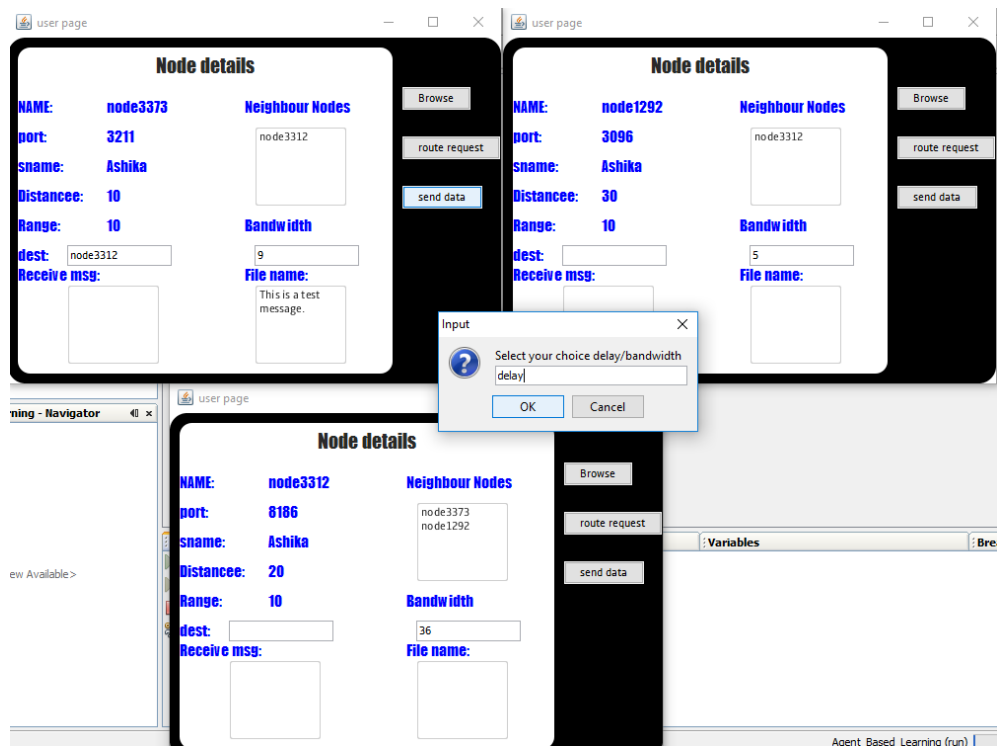 user page
Node details
NAME: node3373 Neighbour Nodes
node3312
port: 3211
sname: Ashika
Distancee: 10
Range: 10 Bandwidth
dest: node3312 9
Receive msg: File name:
This is a test
message.
Browse
route request
send data
user page
Node details
NAME: node1292 Neighbour Nodes
node3312
port: 3096
sname: Ashika
Distancee: 30
Range: 10 Bandwidth
dest: 5
Receive msg: File name:
Browse
route request
send data
Input
Select your choice delay/bandwidth
delay
OK Cancel
rning - Navigator
ew Available>
user page
Node details
NAME: node3312 Neighbour Nodes
node3373
node1292
port: 8186
sname: Ashika
Distancee: 20
Range: 10 Bandwidth
dest: 36
Receive msg: File name:
Browse
route request
send data
Variables
Brea
Agent_Based_Learning (run)